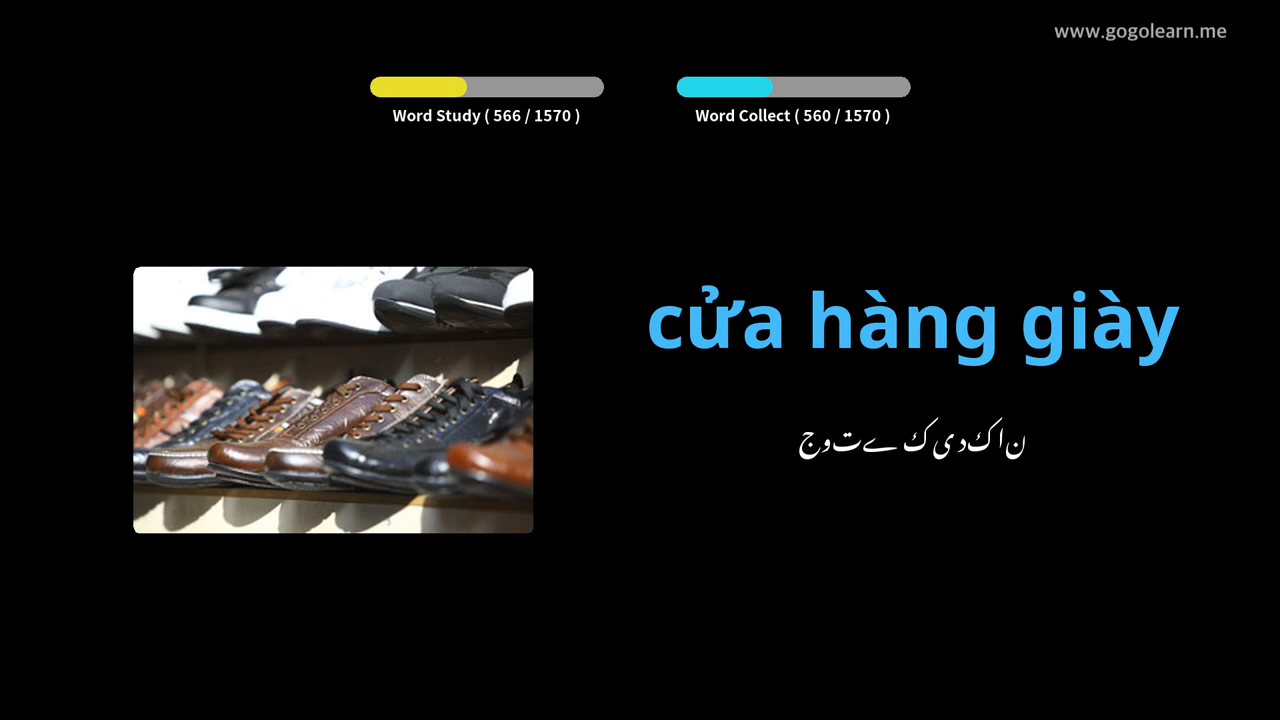 www.gogolearn.me
Word Study ( 566 / 1570 )
Word Collect ( 560 / 1570 )
cửa hàng giày
جوتے کی دکان